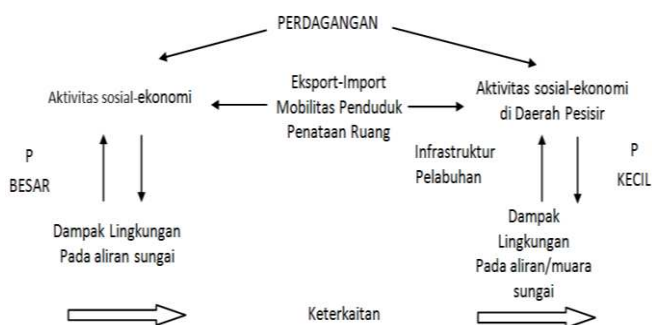 PERDAGANGAN
Aktivitas sosial-ekonomi
Eksport-Import
Mobilitas Penduduk
Penataan Ruang
Aktivitas sosial-ekonomi
di Daerah Pesisir
P
BESAR
Infrastruktur
Pelabuhan
P
KECIL
Dampak Lingkungan
Pada aliran sungai
Dampak
Lingkungan
Pada aliran/muara
sungai
Keterkaitan